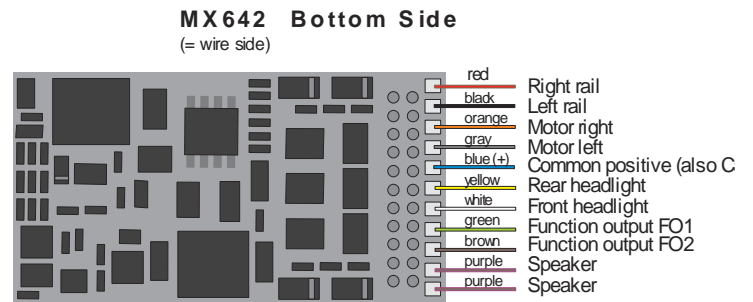 MX642 Bottom Side
(= wire side)
red Right rail
black Left rail
orange Motor right
gray Motor left
blue (+) Common positive (also C
yellow Rear headlight
white Front headlight
green Function output FO1
brown Function output FO2
purple Speaker
purple Speaker